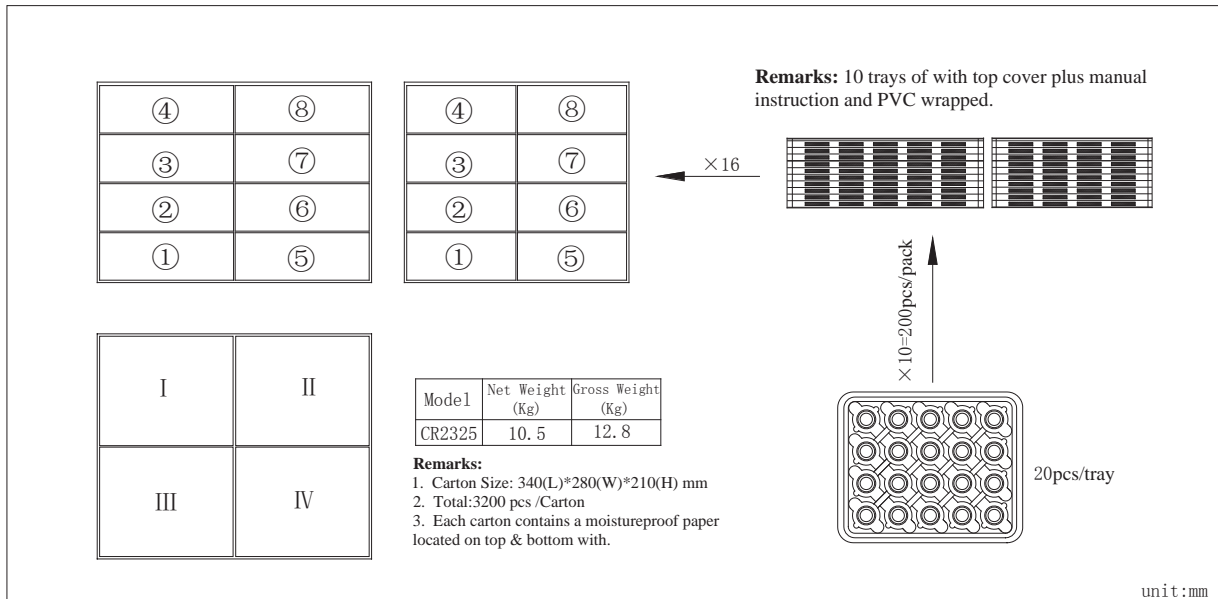 Remarks: 10 trays of with top cover plus manual
instruction and PVC wrapped.
④ ⑧
③ ⑦
② ⑥
① ⑤
④ ⑧
③ ⑦
② ⑥
① ⑤
×16
×10=200pcs/pack
20pcs/tray
I II
III IV
Model Net Weight (Kg) Gross Weight (Kg)
CR2325 10.5 12.8
Remarks:
1. Carton Size: 340(L)*280(W)*210(H) mm
2. Total:3200 pcs /Carton
3. Each carton contains a moistureproof paper
located on top & bottom with.
unit:mm